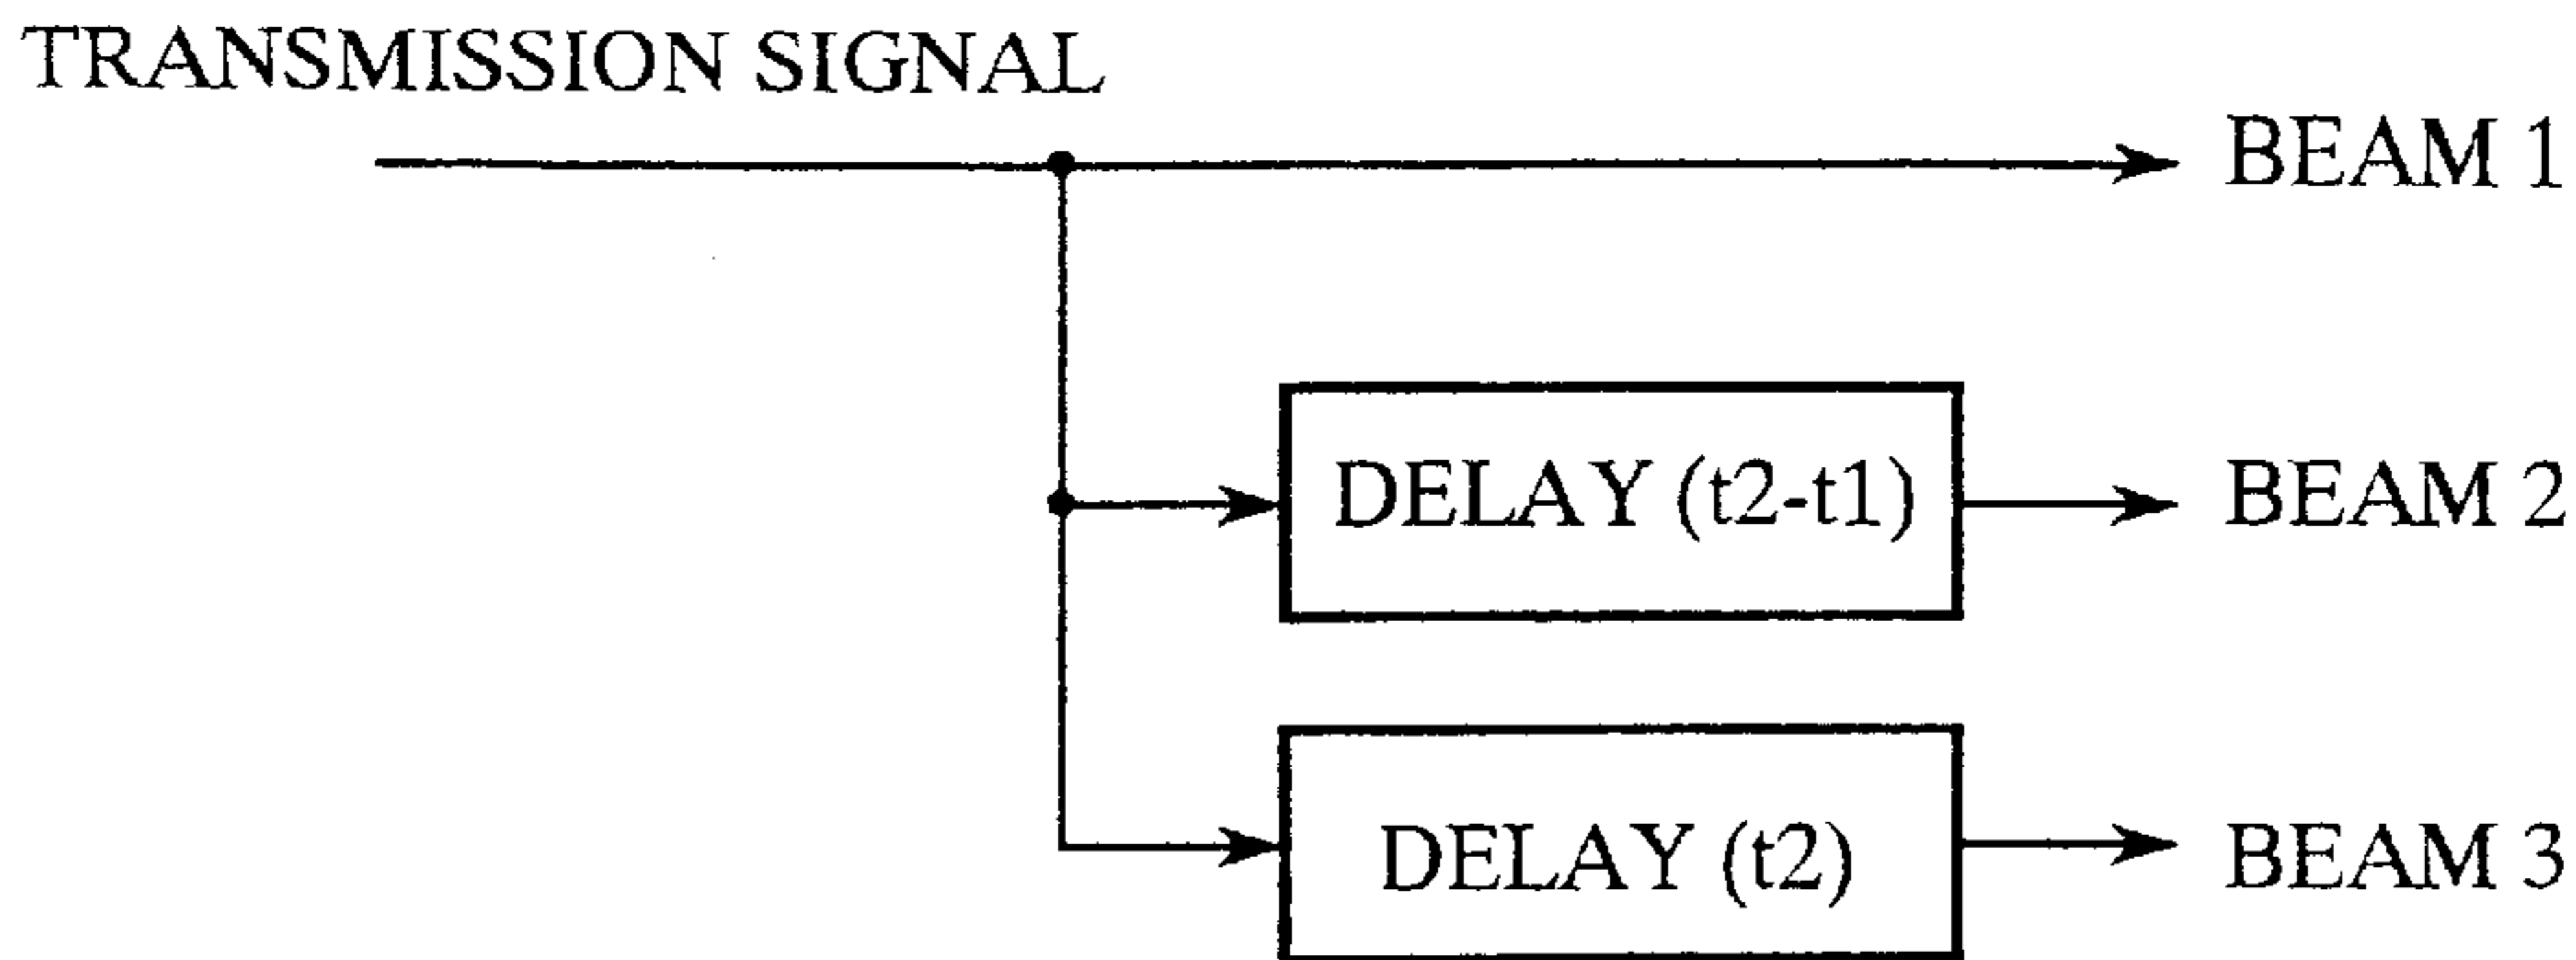 TRANSMISSION SIGNAL
BEAM 1
DELAY (t2-t1)
BEAM 2
DELAY (t2)
BEAM 3